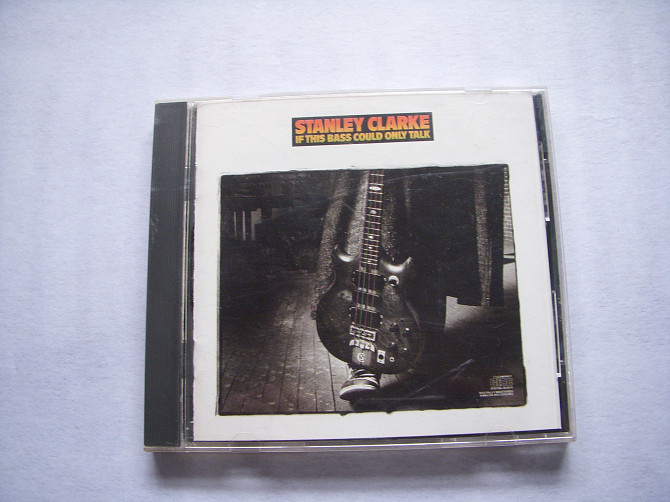 STANLEY CLARKE
IF THIS BASS COULD ONLY TALK